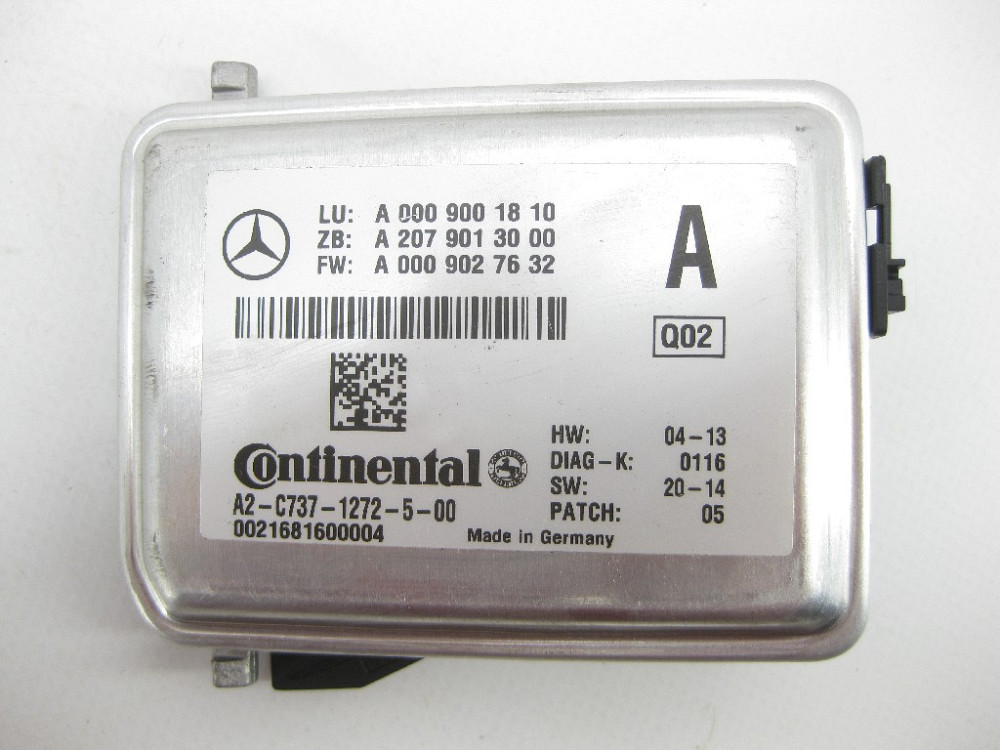 LU: A 000 900 18 10
ZB: A 207 901 30 00
FW: A 000 902 76 32
A
Q02
Continental
A2-C737-1272-5-00
0021681600004
HW: 04-13
DIAG-K: 0116
SW: 20-14
PATCH: 05
Made in Germany